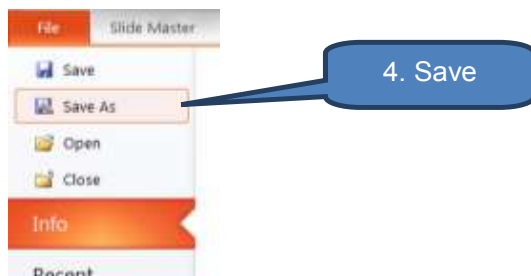 File Slide Master
Save
4. Save
Save As
Open
Close
Info
Recent